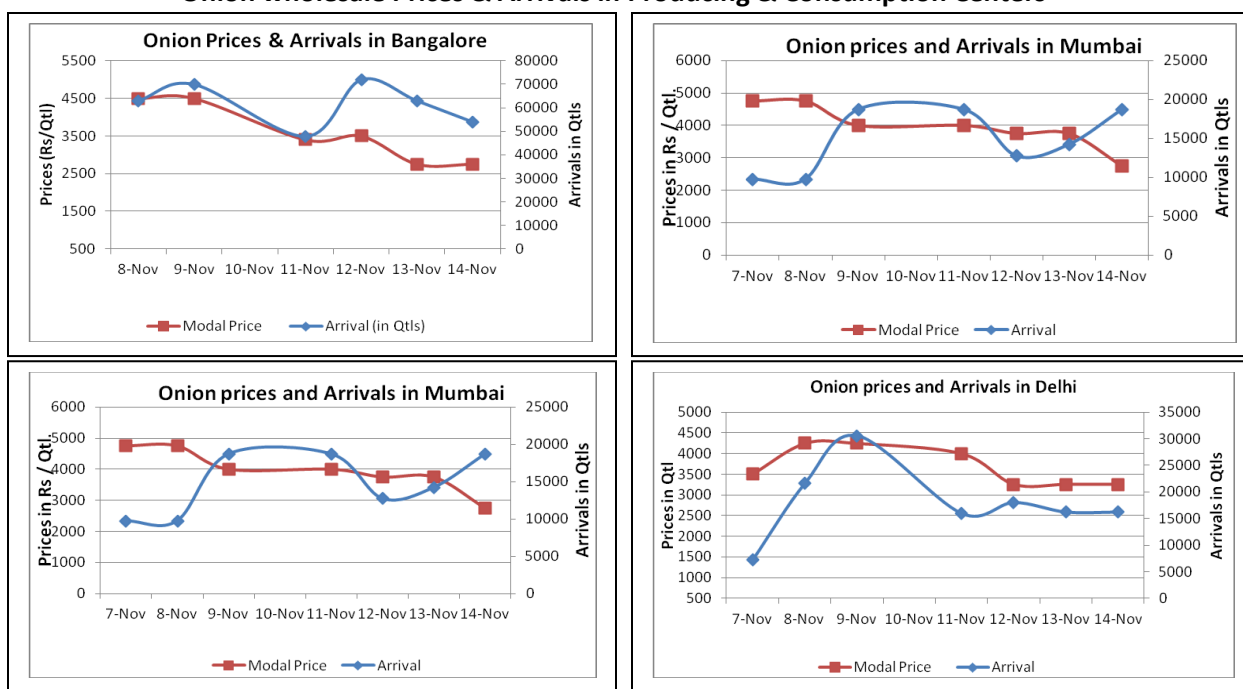 Onion Wholesale Prices & Arrivals in Producing & Consumption Centers
Onion Prices & Arrivals in Bangalore
5500
4500
3500
2500
1500
500
Prices (Rs/Qtl)
80000
70000
60000
50000
40000
30000
20000
10000
0
Arrivals in Qtls
8-Nov 9-Nov 10-Nov 11-Nov 12-Nov 13-Nov 14-Nov
Modal Price Arrival (in Qtls)
Onion prices and Arrivals in Mumbai
6000
5000
4000
3000
2000
1000
0
Prices in Rs / Qtl
25000
20000
15000
10000
5000
0
Arrivals in Qtls
7-Nov 8-Nov 9-Nov 10-Nov 11-Nov 12-Nov 13-Nov 14-Nov
Modal Price Arrival
Onion prices and Arrivals in Mumbai
6000
5000
4000
3000
2000
1000
0
Prices in Rs / Qtl
25000
20000
15000
10000
5000
0
Arrivals in Qtls
7-Nov 8-Nov 9-Nov 10-Nov 11-Nov 12-Nov 13-Nov 14-Nov
Modal Price Arrival
Onion prices and Arrivals in Delhi
5000
4500
4000
3500
3000
2500
2000
1500
1000
500
Prices in Qtl
35000
30000
25000
20000
15000
10000
5000
0
Arrivals in Qtls
7-Nov 8-Nov 9-Nov 10-Nov 11-Nov 12-Nov 13-Nov 14-Nov
Modal Price Arrival